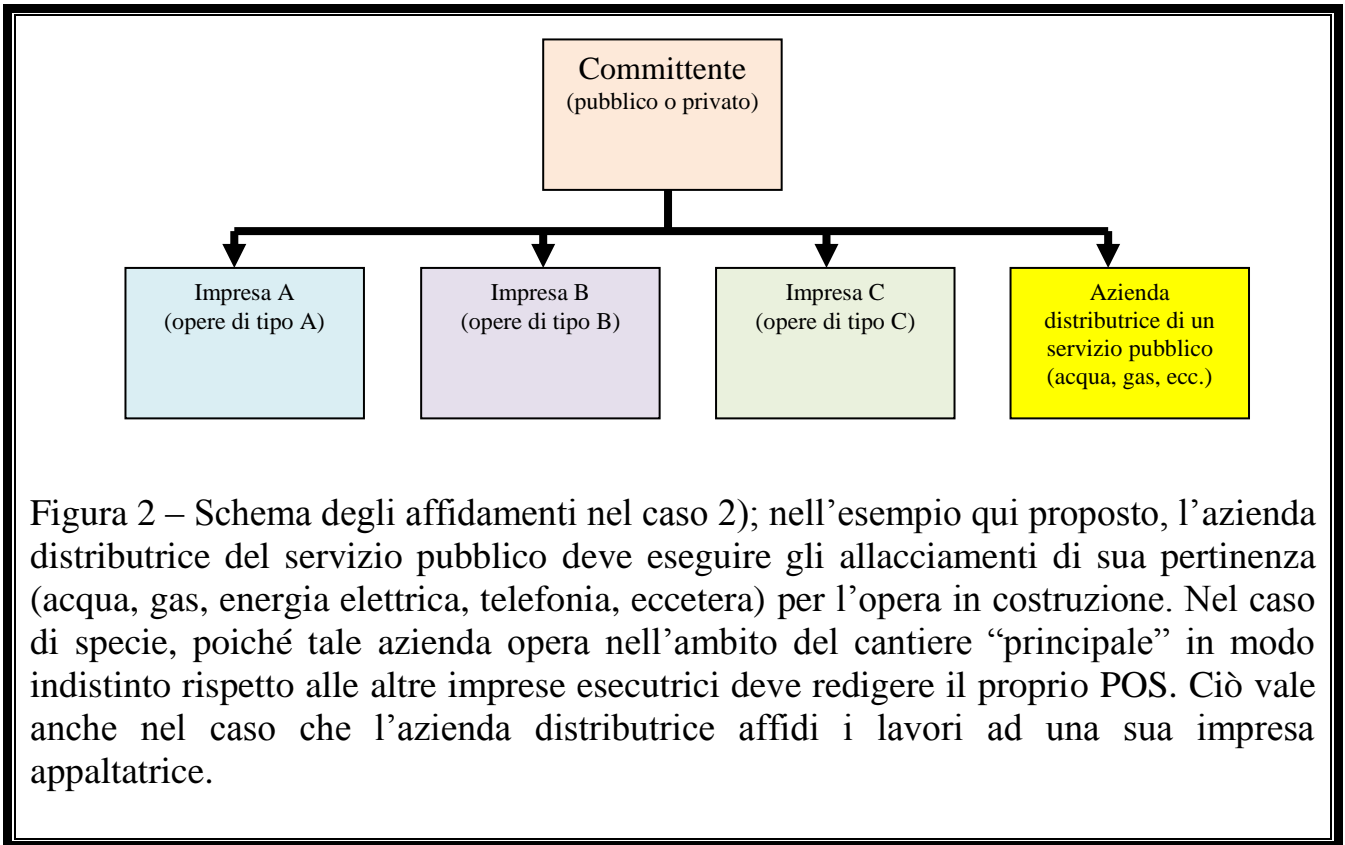 Committente
(pubblico o privato)
Impresa A
(opere di tipo A)
Impresa B
(opere di tipo B)
Impresa C
(opere di tipo C)
Azienda
distributrice di un
servizio pubblico
(acqua, gas, ecc.)
Figura 2 – Schema degli affidamenti nel caso 2); nell’esempio qui proposto, l’azienda
distributrice del servizio pubblico deve eseguire gli allacciamenti di sua pertinenza
(acqua, gas, energia elettrica, telefonia, eccetera) per l’opera in costruzione. Nel caso
di specie, poiché tale azienda opera nell’ambito del cantiere “principale” in modo
indistinto rispetto alle altre imprese esecutrici deve redigere il proprio POS. Ciò vale
anche nel caso che l’azienda distributrice affidi i lavori ad una sua impresa
appaltatrice.